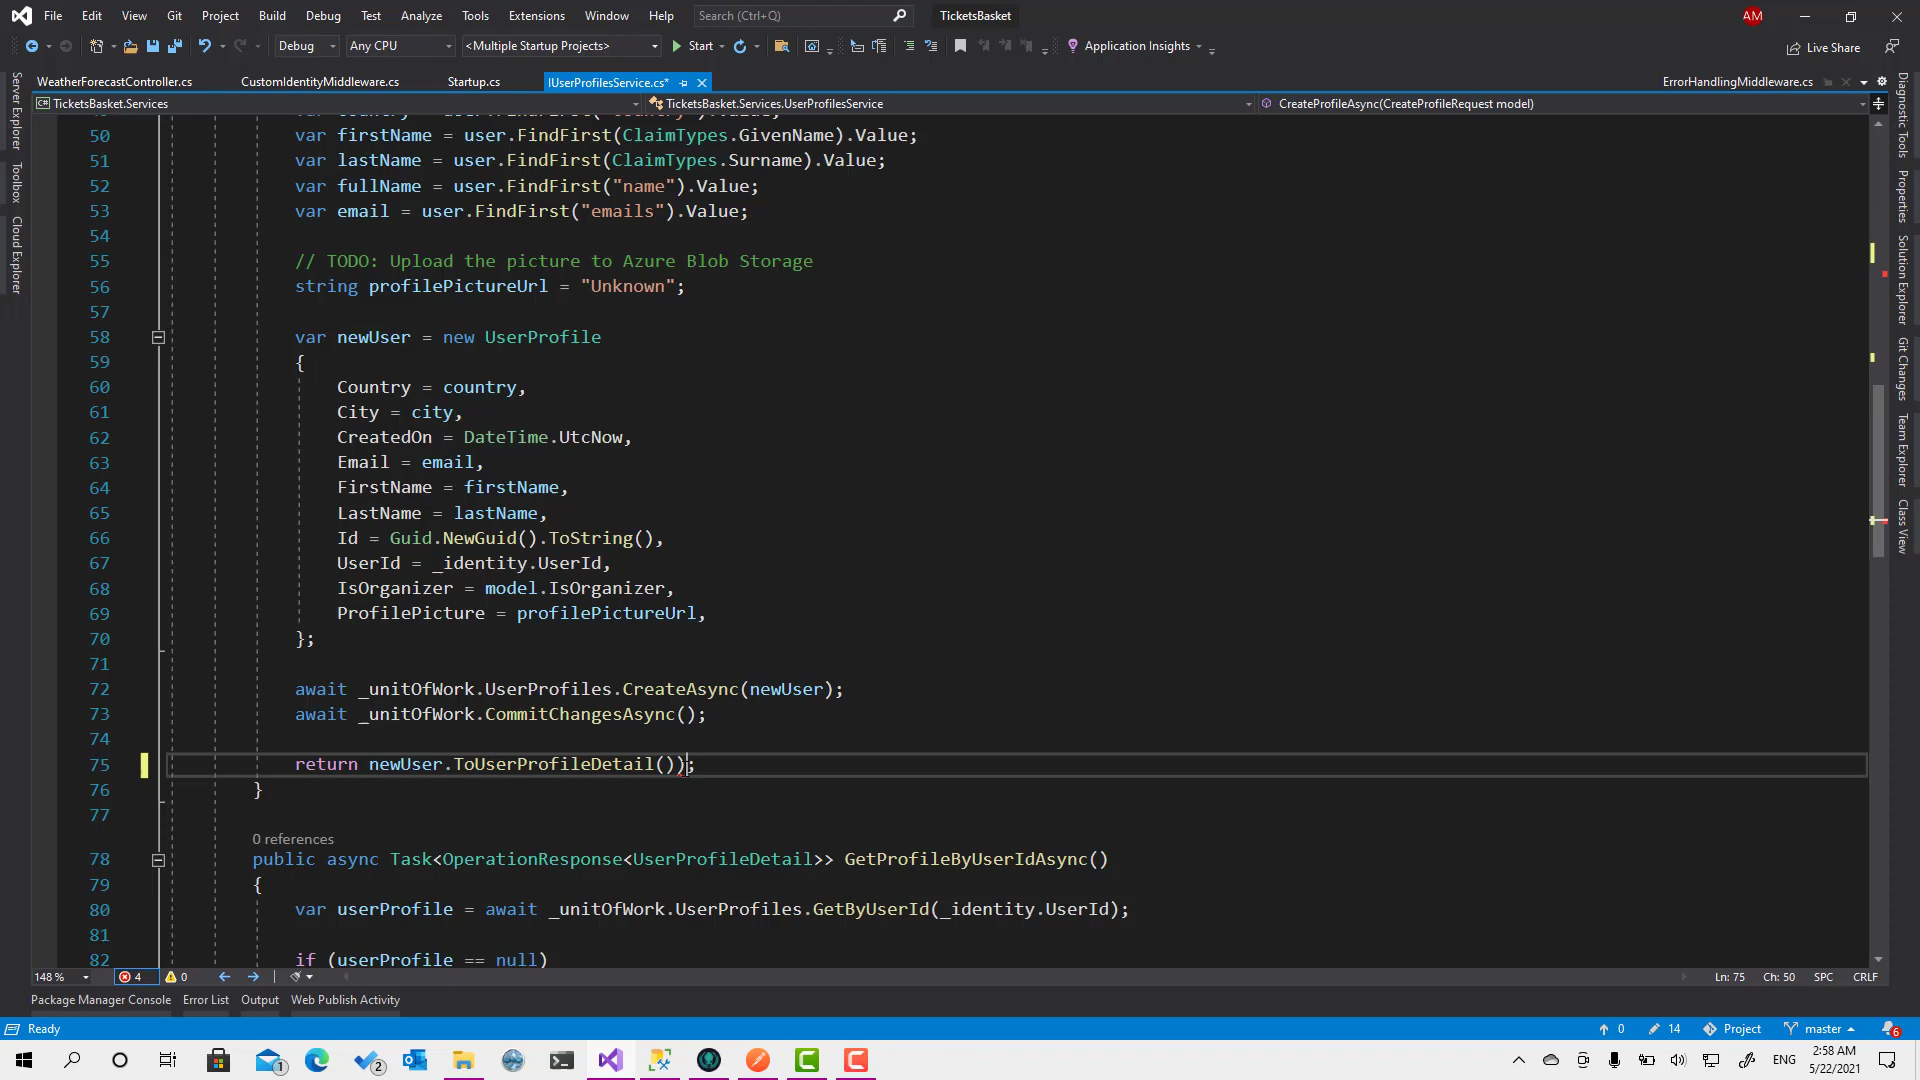 File Edit View Git Project Build Debug Test Analyze Tools Extensions Window Help Search (Ctrl+Q) TicketsBasket AM
Debug Any CPU <Multiple Startup Projects> Start Application Insights Live Share
WeatherForecastController.cs CustomIdentityMiddleware.cs Startup.cs IUserProfilesService.cs* ErrorHandlingMiddleware.cs
TicketsBasket.Services TicketsBasket.Services.UserProfilesService CreateProfileAsync(CreateProfileRequest model)
Server Explorer
Toolbox
Cloud Explorer
50 var firstName = user.FindFirst(ClaimTypes.GivenName).Value;
51 var lastName = user.FindFirst(ClaimTypes.Surname).Value;
52 var fullName = user.FindFirst("name").Value;
53 var email = user.FindFirst("emails").Value;
54
55 // TODO: Upload the picture to Azure Blob Storage
56 string profilePictureUrl = "Unknown";
57
58 var newUser = new UserProfile
59 {
60 Country = country,
61 City = city,
62 CreatedOn = DateTime.UtcNow,
63 Email = email,
64 FirstName = firstName,
65 LastName = lastName,
66 Id = Guid.NewGuid().ToString(),
67 UserId = _identity.UserId,
68 IsOrganizer = model.IsOrganizer,
69 ProfilePicture = profilePictureUrl,
70 };
71
72 await _unitOfWork.UserProfiles.CreateAsync(newUser);
73 await _unitOfWork.CommitChangesAsync();
74
75 return newUser.ToUserProfileDetail());
76 }
77
0 references
78 public async Task<OperationResponse<UserProfileDetail>> GetProfileByUserIdAsync()
79 {
80 var userProfile = await _unitOfWork.UserProfiles.GetByUserId(_identity.UserId);
81
82 if (userProfile == null)
Diagnostic Tools
Properties
Solution Explorer
Git Changes
Team Explorer
Class View
148 % 4 0 Ln: 75 Ch: 50 SPC CRLF
Package Manager Console Error List Output Web Publish Activity
Ready 0 14 Project master 6
1 2 ENG 2:58 AM
5/22/2021